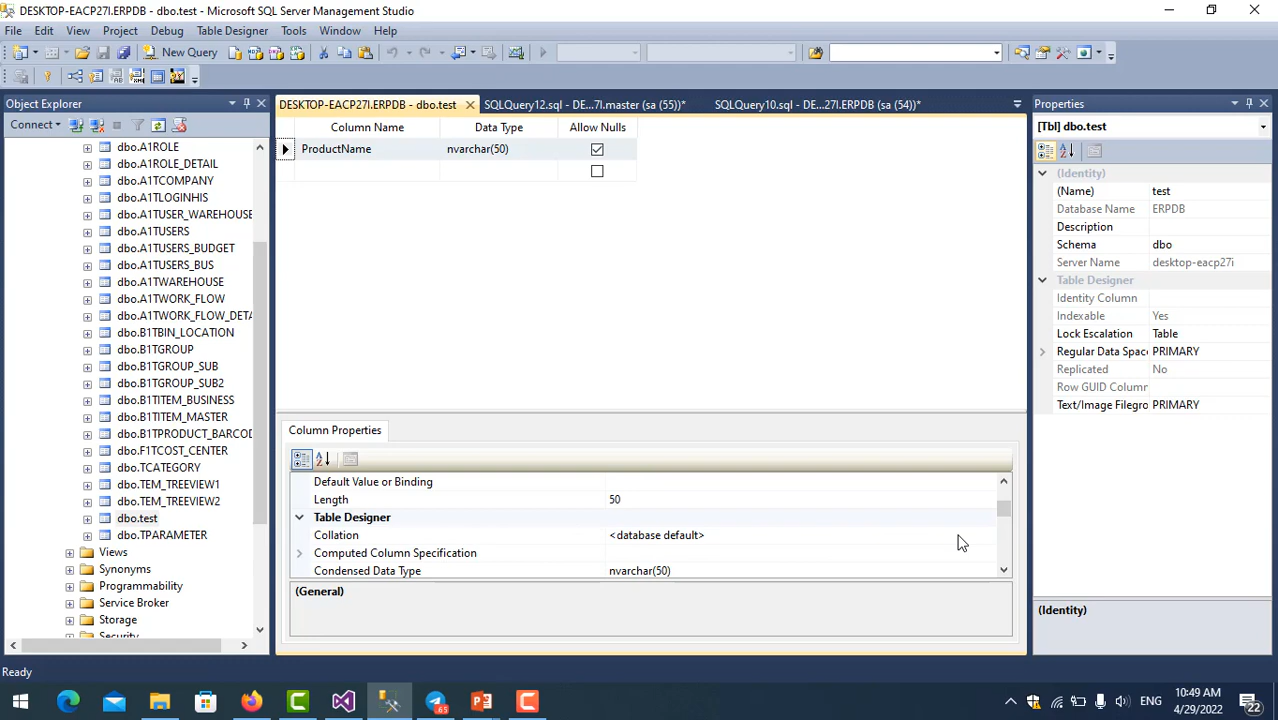 DESKTOP-EACP27I.ERPDB - dbo.test - Microsoft SQL Server Management Studio
File Edit View Project Debug Table Designer Tools Window Help
New Query
Object Explorer
Connect
dbo.A1ROLE
dbo.A1ROLE_DETAIL
dbo.A1TCOMPANY
dbo.A1TLOGINHIS
dbo.A1TUSER_WAREHOUSE
dbo.A1TUSERS
dbo.A1TUSERS_BUDGET
dbo.A1TUSERS_BUS
dbo.A1TWAREHOUSE
dbo.A1TWORK_FLOW
dbo.A1TWORK_FLOW_DETA
dbo.B1TBIN_LOCATION
dbo.B1TGROUP
dbo.B1TGROUP_SUB
dbo.B1TGROUP_SUB2
dbo.B1TITEM_BUSINESS
dbo.B1TITEM_MASTER
dbo.B1TPRODUCT_BARCOD
dbo.F1TCOST_CENTER
dbo.TCATEGORY
dbo.TEM_TREEVIEW1
dbo.TEM_TREEVIEW2
dbo.test
dbo.TPARAMETER
Views
Synonyms
Programmability
Service Broker
Storage
Security
DESKTOP-EACP27I.ERPDB - dbo.test SQLQuery12.sql - DE...7I.master (sa (55))* SQLQuery10.sql - DE...27I.ERPDB (sa (54))*
Column Name Data Type Allow Nulls
ProductName nvarchar(50)
Column Properties
Default Value or Binding
Length 50
Table Designer
Collation <database default>
Computed Column Specification
Condensed Data Type nvarchar(50)
(General)
Properties
[Tbl] dbo.test
(Identity)
(Name) test
Database Name ERPDB
Description
Schema dbo
Server Name desktop-eacp27i
Table Designer
Identity Column
Indexable Yes
Lock Escalation Table
Regular Data Spac PRIMARY
Replicated No
Row GUID Column
Text/Image Filegro PRIMARY
(Identity)
Ready
65
ENG
10:49 AM
4/29/2022
22